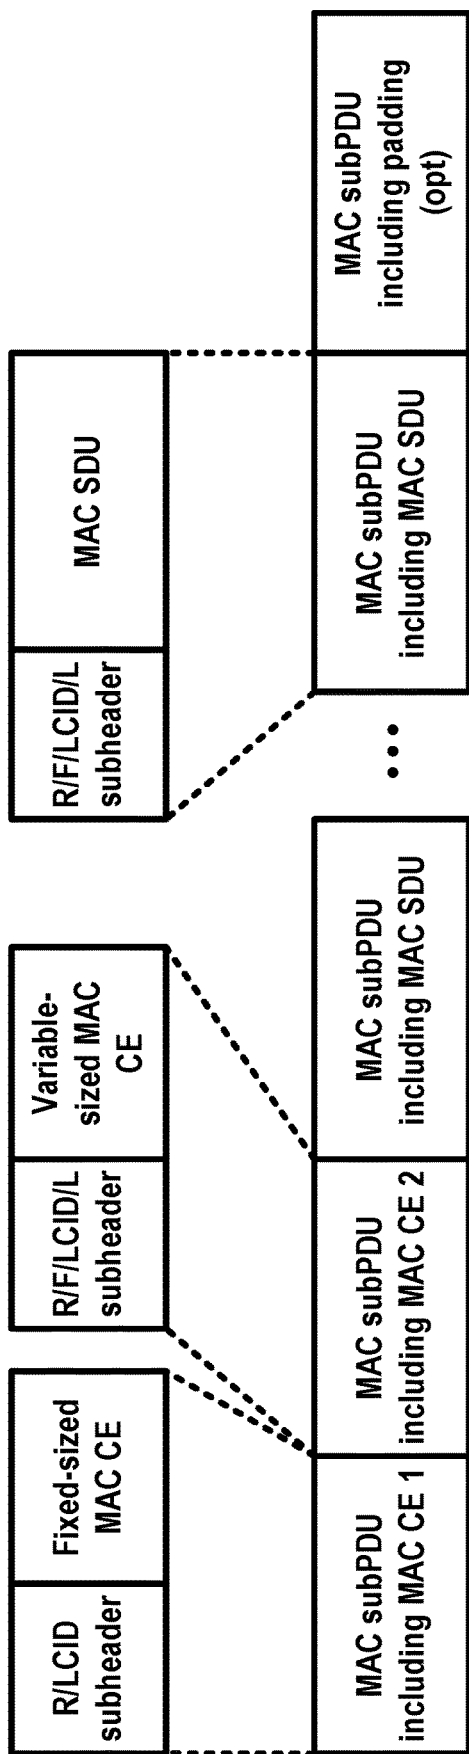 R/LCID
subheader
Fixed-sized
MAC CE
R/F/LCID/L
subheader
Variable-
sized MAC
CE
R/F/LCID/L
subheader
MAC SDU
MAC subPDU
including MAC CE 1
MAC subPDU
including MAC CE 2
MAC subPDU
including MAC SDU
...
MAC subPDU
including MAC SDU
MAC subPDU
including padding
(opt)